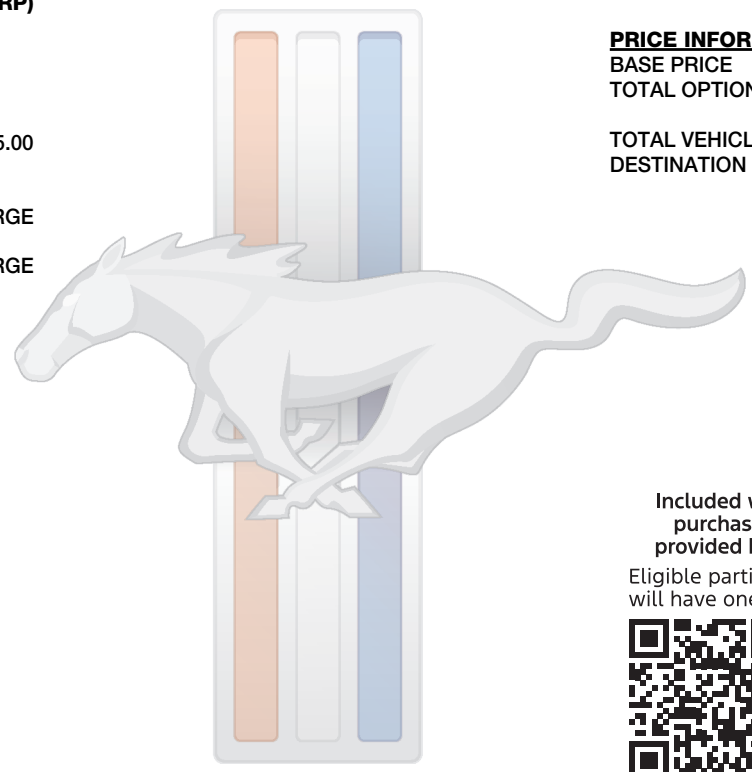 RP)
5.00
RGE
RGE
PRICE INFOR
BASE PRICE
TOTAL OPTION
TOTAL VEHICL
DESTINATION
Included
purchas
provided
Eligible parti
will have one